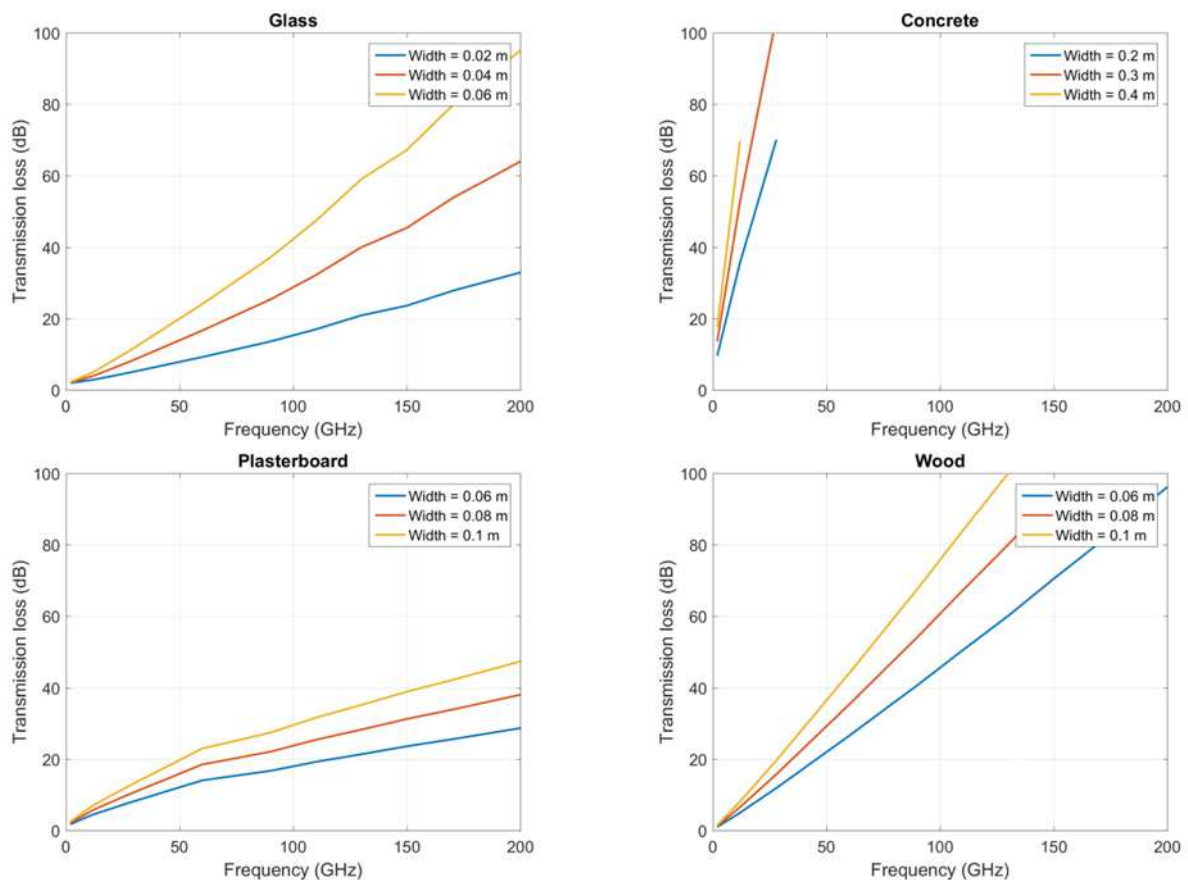 Glass
Width = 0.02 m
Width = 0.04 m
Width = 0.06 m
100
80
60
40
20
0
Transmission loss (dB)
0 50 100 150 200
Frequency (GHz)
Concrete
Width = 0.2 m
Width = 0.3 m
Width = 0.4 m
100
80
60
40
20
0
Transmission loss (dB)
0 50 100 150 200
Frequency (GHz)
Plasterboard
Width = 0.06 m
Width = 0.08 m
Width = 0.1 m
100
80
60
40
20
0
Transmission loss (dB)
0 50 100 150 200
Frequency (GHz)
Wood
Width = 0.06 m
Width = 0.08 m
Width = 0.1 m
100
80
60
40
20
0
Transmission loss (dB)
0 50 100 150 200
Frequency (GHz)